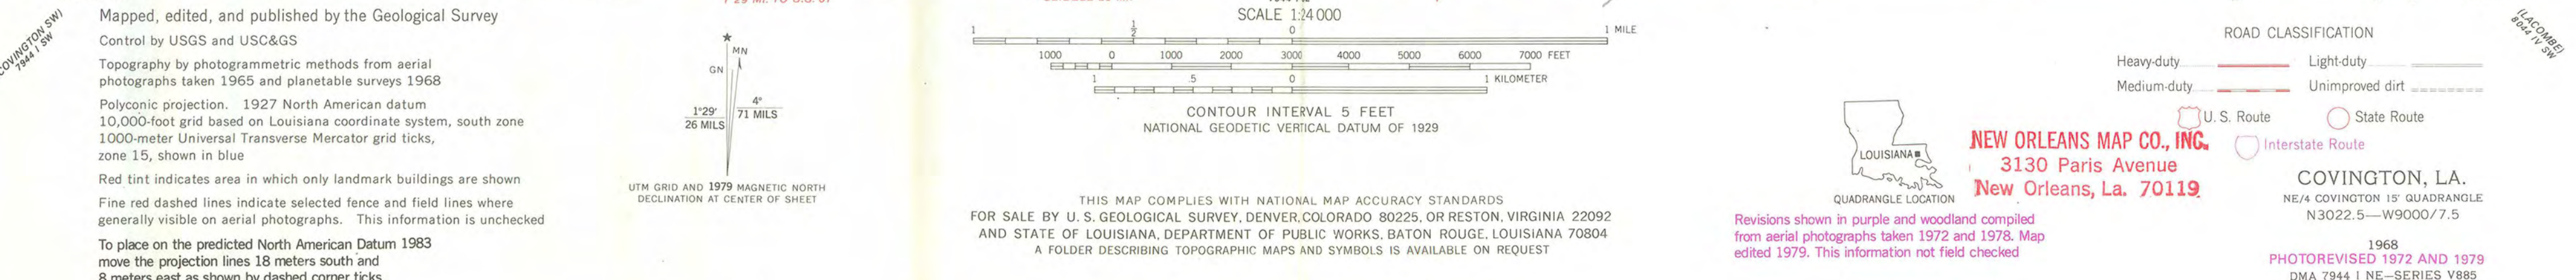 COVINGTON SW)
7944 I SW
Mapped, edited, and published by the Geological Survey
Control by USGS and USC&GS
Topography by photogrammetric methods from aerial
photographs taken 1965 and planetable surveys 1968
Polyconic projection. 1927 North American datum
10,000-foot grid based on Louisiana coordinate system, south zone
1000-meter Universal Transverse Mercator grid ticks,
zone 15, shown in blue
Red tint indicates area in which only landmark buildings are shown
Fine red dashed lines indicate selected fence and field lines where
generally visible on aerial photographs. This information is unchecked
To place on the predicted North American Datum 1983
move the projection lines 18 meters south and
8 meters east as shown by dashed corner ticks
MN
GN
1°29'
26 MILS
4°
71 MILS
UTM GRID AND 1979 MAGNETIC NORTH
DECLINATION AT CENTER OF SHEET
SCALE 1:24 000
1 ½ 0 1 MILE
1000 0 1000 2000 3000 4000 5000 6000 7000 FEET
1 .5 0 1 KILOMETER
CONTOUR INTERVAL 5 FEET
NATIONAL GEODETIC VERTICAL DATUM OF 1929
THIS MAP COMPLIES WITH NATIONAL MAP ACCURACY STANDARDS
FOR SALE BY U. S. GEOLOGICAL SURVEY, DENVER, COLORADO 80225, OR RESTON, VIRGINIA 22092
AND STATE OF LOUISIANA, DEPARTMENT OF PUBLIC WORKS, BATON ROUGE, LOUISIANA 70804
A FOLDER DESCRIBING TOPOGRAPHIC MAPS AND SYMBOLS IS AVAILABLE ON REQUEST
LOUISIANA
QUADRANGLE LOCATION
NEW ORLEANS MAP CO., INC.
3130 Paris Avenue
New Orleans, La. 70119
Revisions shown in purple and woodland compiled
from aerial photographs taken 1972 and 1978. Map
edited 1979. This information not field checked
ROAD CLASSIFICATION
Heavy-duty Light-duty
Medium-duty Unimproved dirt
U. S. Route State Route
Interstate Route
COVINGTON, LA.
NE/4 COVINGTON 15' QUADRANGLE
N3022.5—W9000/7.5
1968
PHOTOREVISED 1972 AND 1979
DMA 7944 I NE—SERIES V885
(LACOMBE)
8044 IV SW